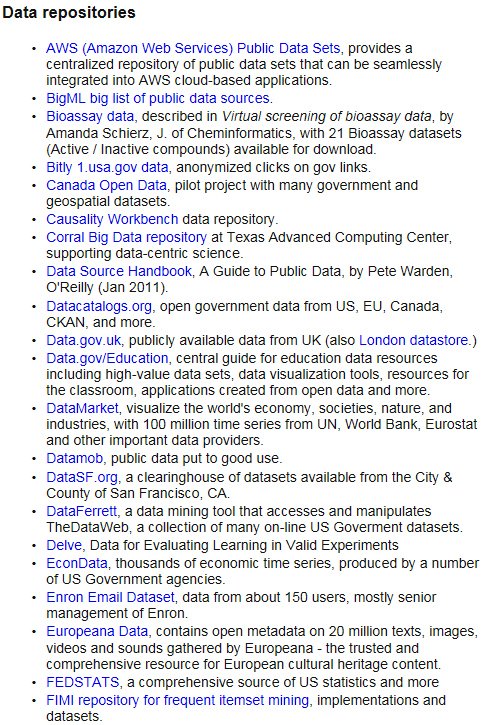 Data repositories
• AWS (Amazon Web Services) Public Data Sets, provides a
centralized repository of public data sets that can be seamlessly
integrated into AWS cloud-based applications.
• BigML big list of public data sources.
• Bioassay data, described in Virtual screening of bioassay data, by
Amanda Schierz, J. of Cheminformatics, with 21 Bioassay datasets
(Active / Inactive compounds) available for download.
• Bitly 1.usa.gov data, anonymized clicks on gov links.
• Canada Open Data, pilot project with many government and
geospatial datasets.
• Causality Workbench data repository.
• Corral Big Data repository at Texas Advanced Computing Center,
supporting data-centric science.
• Data Source Handbook, A Guide to Public Data, by Pete Warden,
O'Reilly (Jan 2011).
• Datacatalogs.org, open government data from US, EU, Canada,
CKAN, and more.
• Data.gov.uk, publicly available data from UK (also London datastore.)
• Data.gov/Education, central guide for education data resources
including high-value data sets, data visualization tools, resources for
the classroom, applications created from open data and more.
• DataMarket, visualize the world's economy, societies, nature, and
industries, with 100 million time series from UN, World Bank, Eurostat
and other important data providers.
• Datamob, public data put to good use.
• DataSF.org, a clearinghouse of datasets available from the City &
County of San Francisco, CA.
• DataFerrett, a data mining tool that accesses and manipulates
TheDataWeb, a collection of many on-line US Goverment datasets.
• Delve, Data for Evaluating Learning in Valid Experiments
• EconData, thousands of economic time series, produced by a number
of US Government agencies.
• Enron Email Dataset, data from about 150 users, mostly senior
management of Enron.
• Europeana Data, contains open metadata on 20 million texts, images,
videos and sounds gathered by Europeana - the trusted and
comprehensive resource for European cultural heritage content.
• FEDSTATS, a comprehensive source of US statistics and more
• FIMI repository for frequent itemset mining, implementations and
datasets.